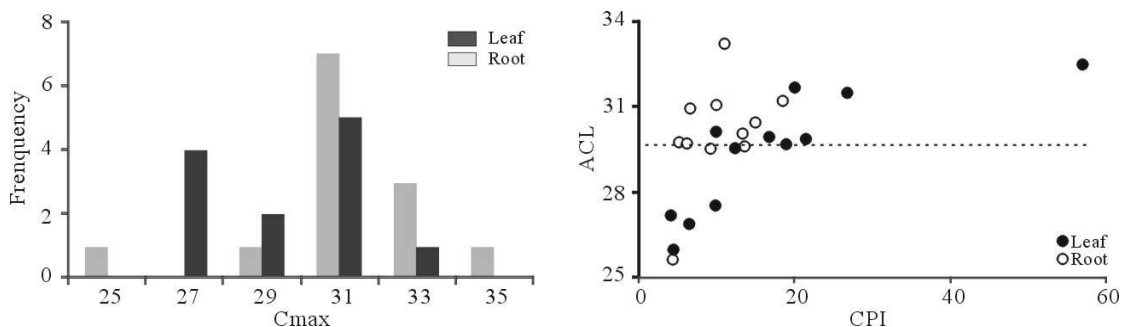 8
Leaf
Root
6
4
2
0
Frenquency
25 27 29 31 33 35
Cmax
34
31
28
25
ACL
Leaf
Root
0 20 40 60
CPI